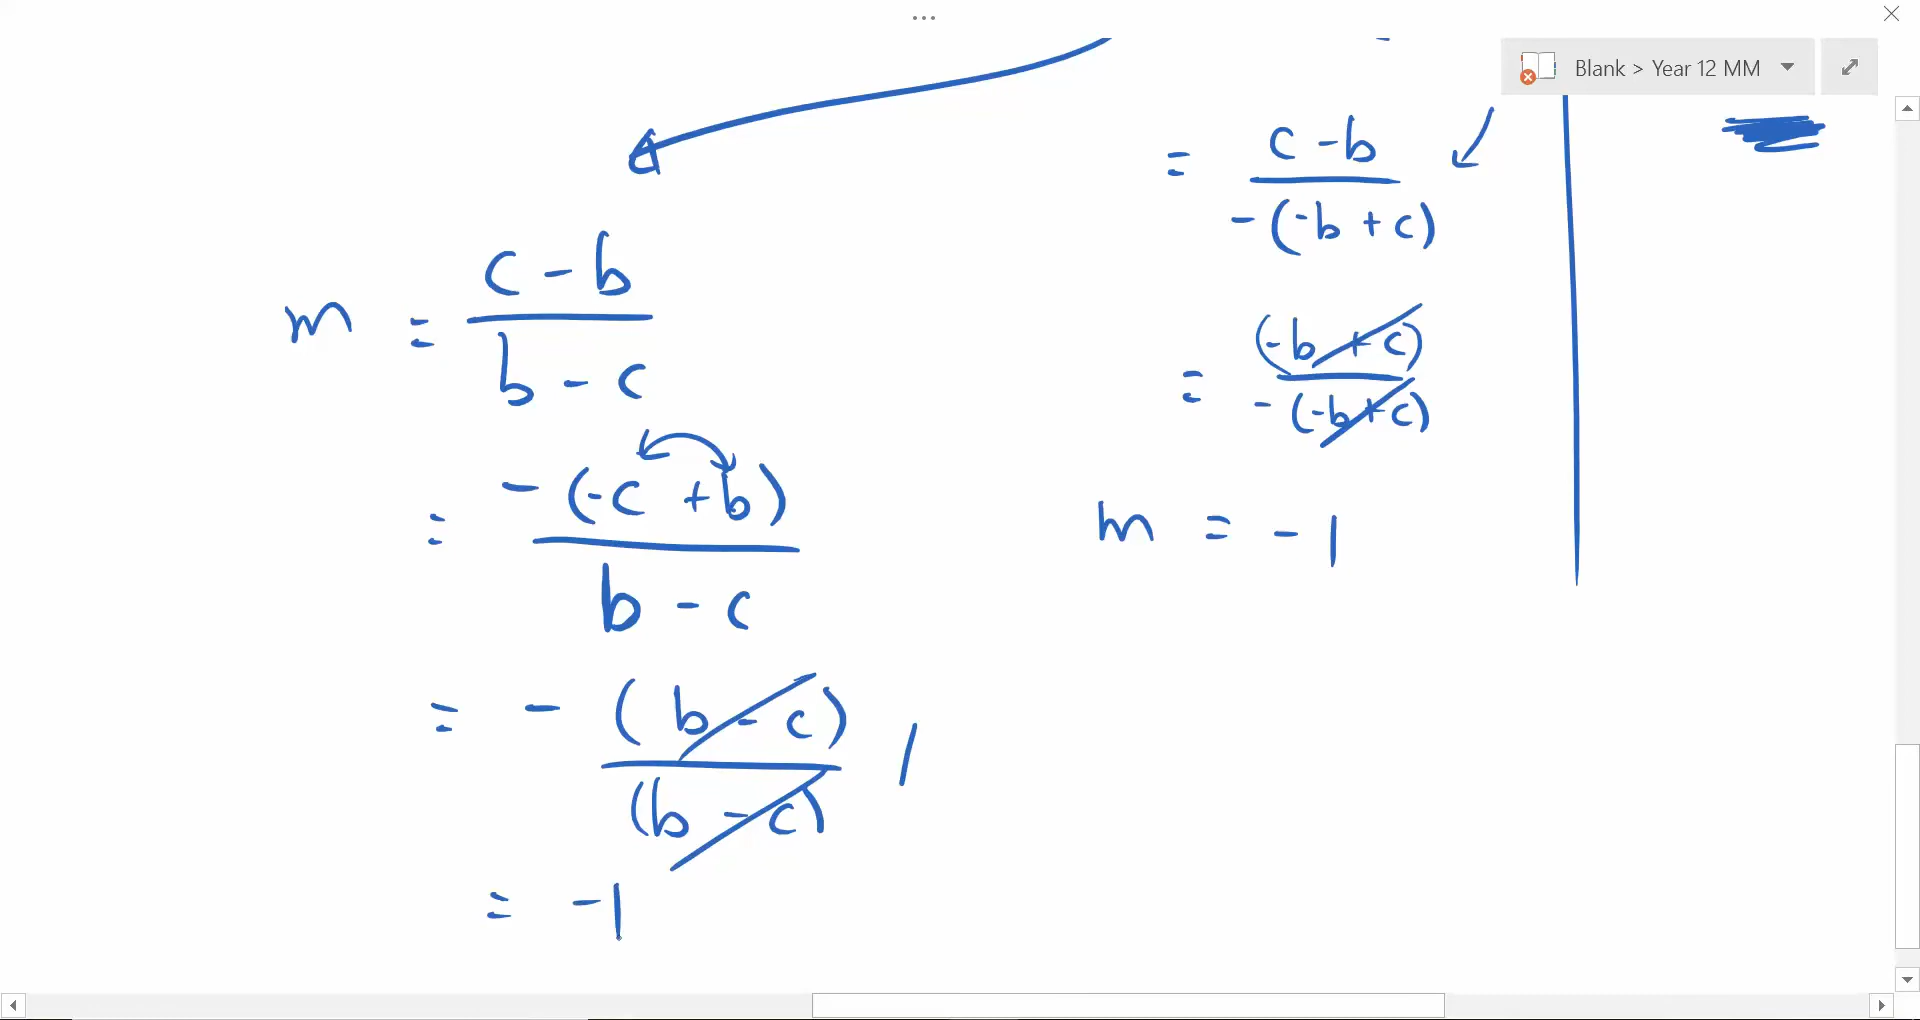 Blank > Year 12 MM
m = (c - b) / (b - c)
= -(-c + b) / (b - c)
= -(b - c) / (b - c)
= -1
= (c - b) / -(-b + c)
= (-b + c) / -(-b + c)
m = -1